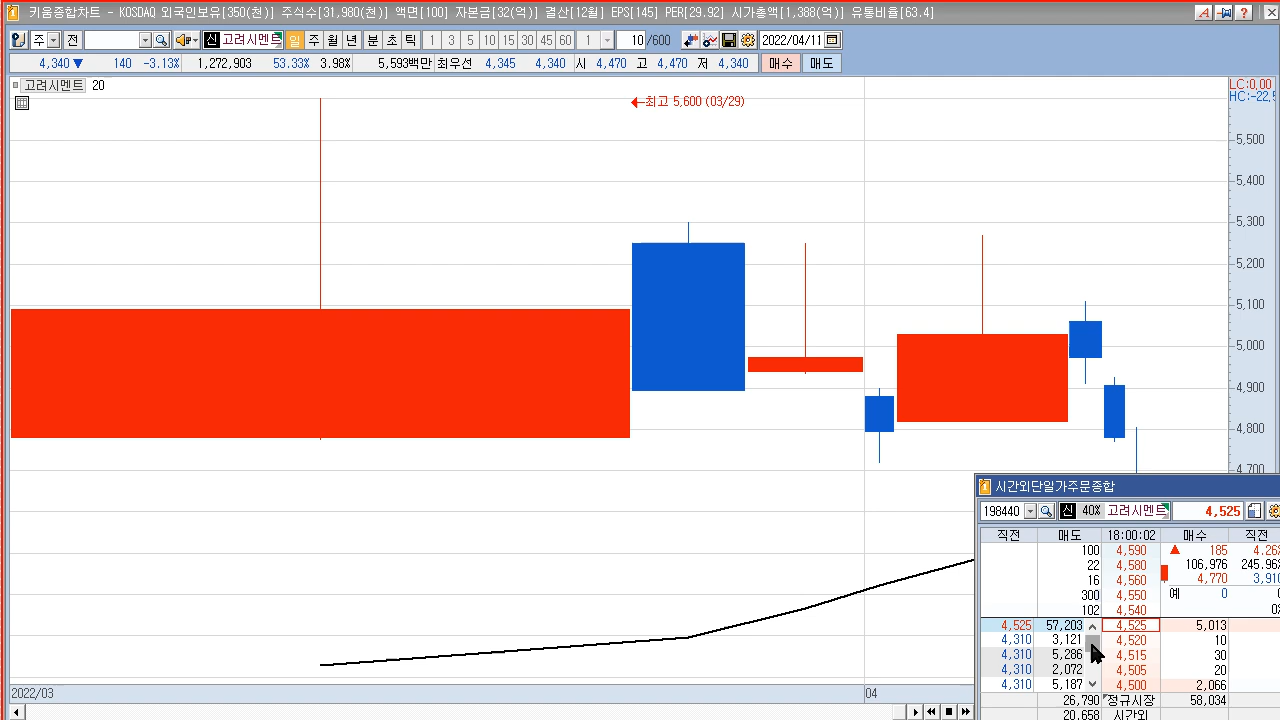 키움종합차트 - KOSDAQ 외국인보유[350(천)] 주식수[31,980(천)] 액면[100] 자본금[32(억)] 결산[12월] EPS[145] PER[29.92] 시가총액[1,388(억)] 유통비율[63.4]
주 전 신 고려시멘트 일 주 월 년 분 초 틱 1 3 5 10 15 30 45 60 1 10 /600 2022/04/11
4,340▼ 140 -3.13% 1,272,903 53.33% 3.98% 5,593백만 최우선 4,345 4,340 시 4,470 고 4,470 저 4,340 매수 매도
고려시멘트 20
LC:0,00
HC:-22,
←최고 5,600 (03/29)
5,500
5,400
5,300
5,200
5,100
5,000
4,900
4,800
4,700
시간외단일가주문종합
198440 신 40% 고려시멘트 4,525
직전 매도 18:00:02 매수 직전
100 4,590 ▲ 185 4.26
22 4,580 106,976 245.96
16 4,560 4,770 3,910
300 4,550 예 0
102 4,540
4,525 57,203 4,525 5,013
4,310 3,121 4,520 10
4,310 5,286 4,515 30
4,310 2,072 4,505 20
4,310 5,187 4,500 2,066
26,790 정규시장 58,034
20,659 시간외
2022/03 04